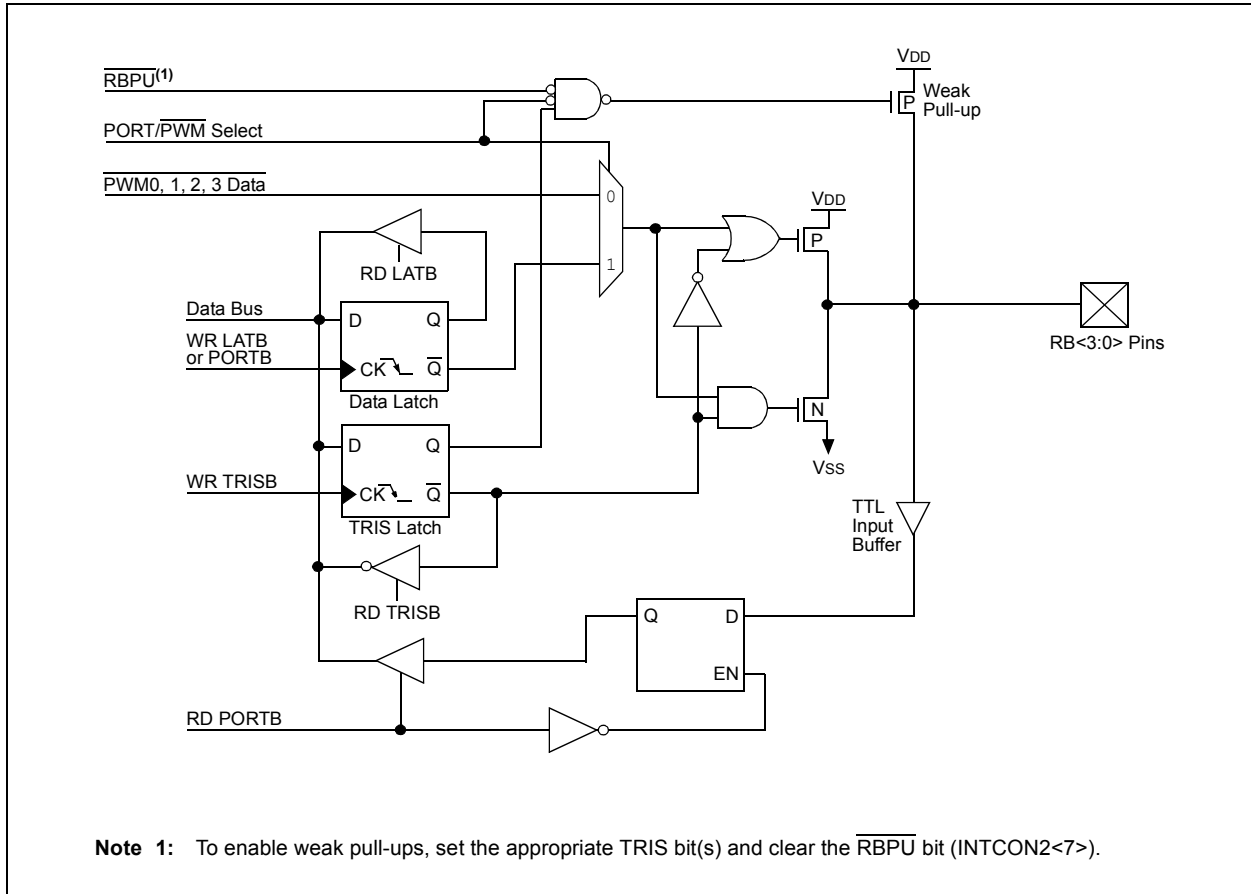 VDD
RBPU(1)
Weak
Pull-up
P
PORT/PWM Select
PWM0, 1, 2, 3 Data
0
VDD
P
RD LATB
1
Data Bus
D
Q
WR LATB
or PORTB
CK
Q
RB<3:0> Pins
Data Latch
N
D
Q
VSS
WR TRISB
CK
Q
TRIS Latch
TTL
Input
Buffer
RD TRISB
Q
D
EN
RD PORTB
Note 1: To enable weak pull-ups, set the appropriate TRIS bit(s) and clear the RBPU bit (INTCON2<7>).